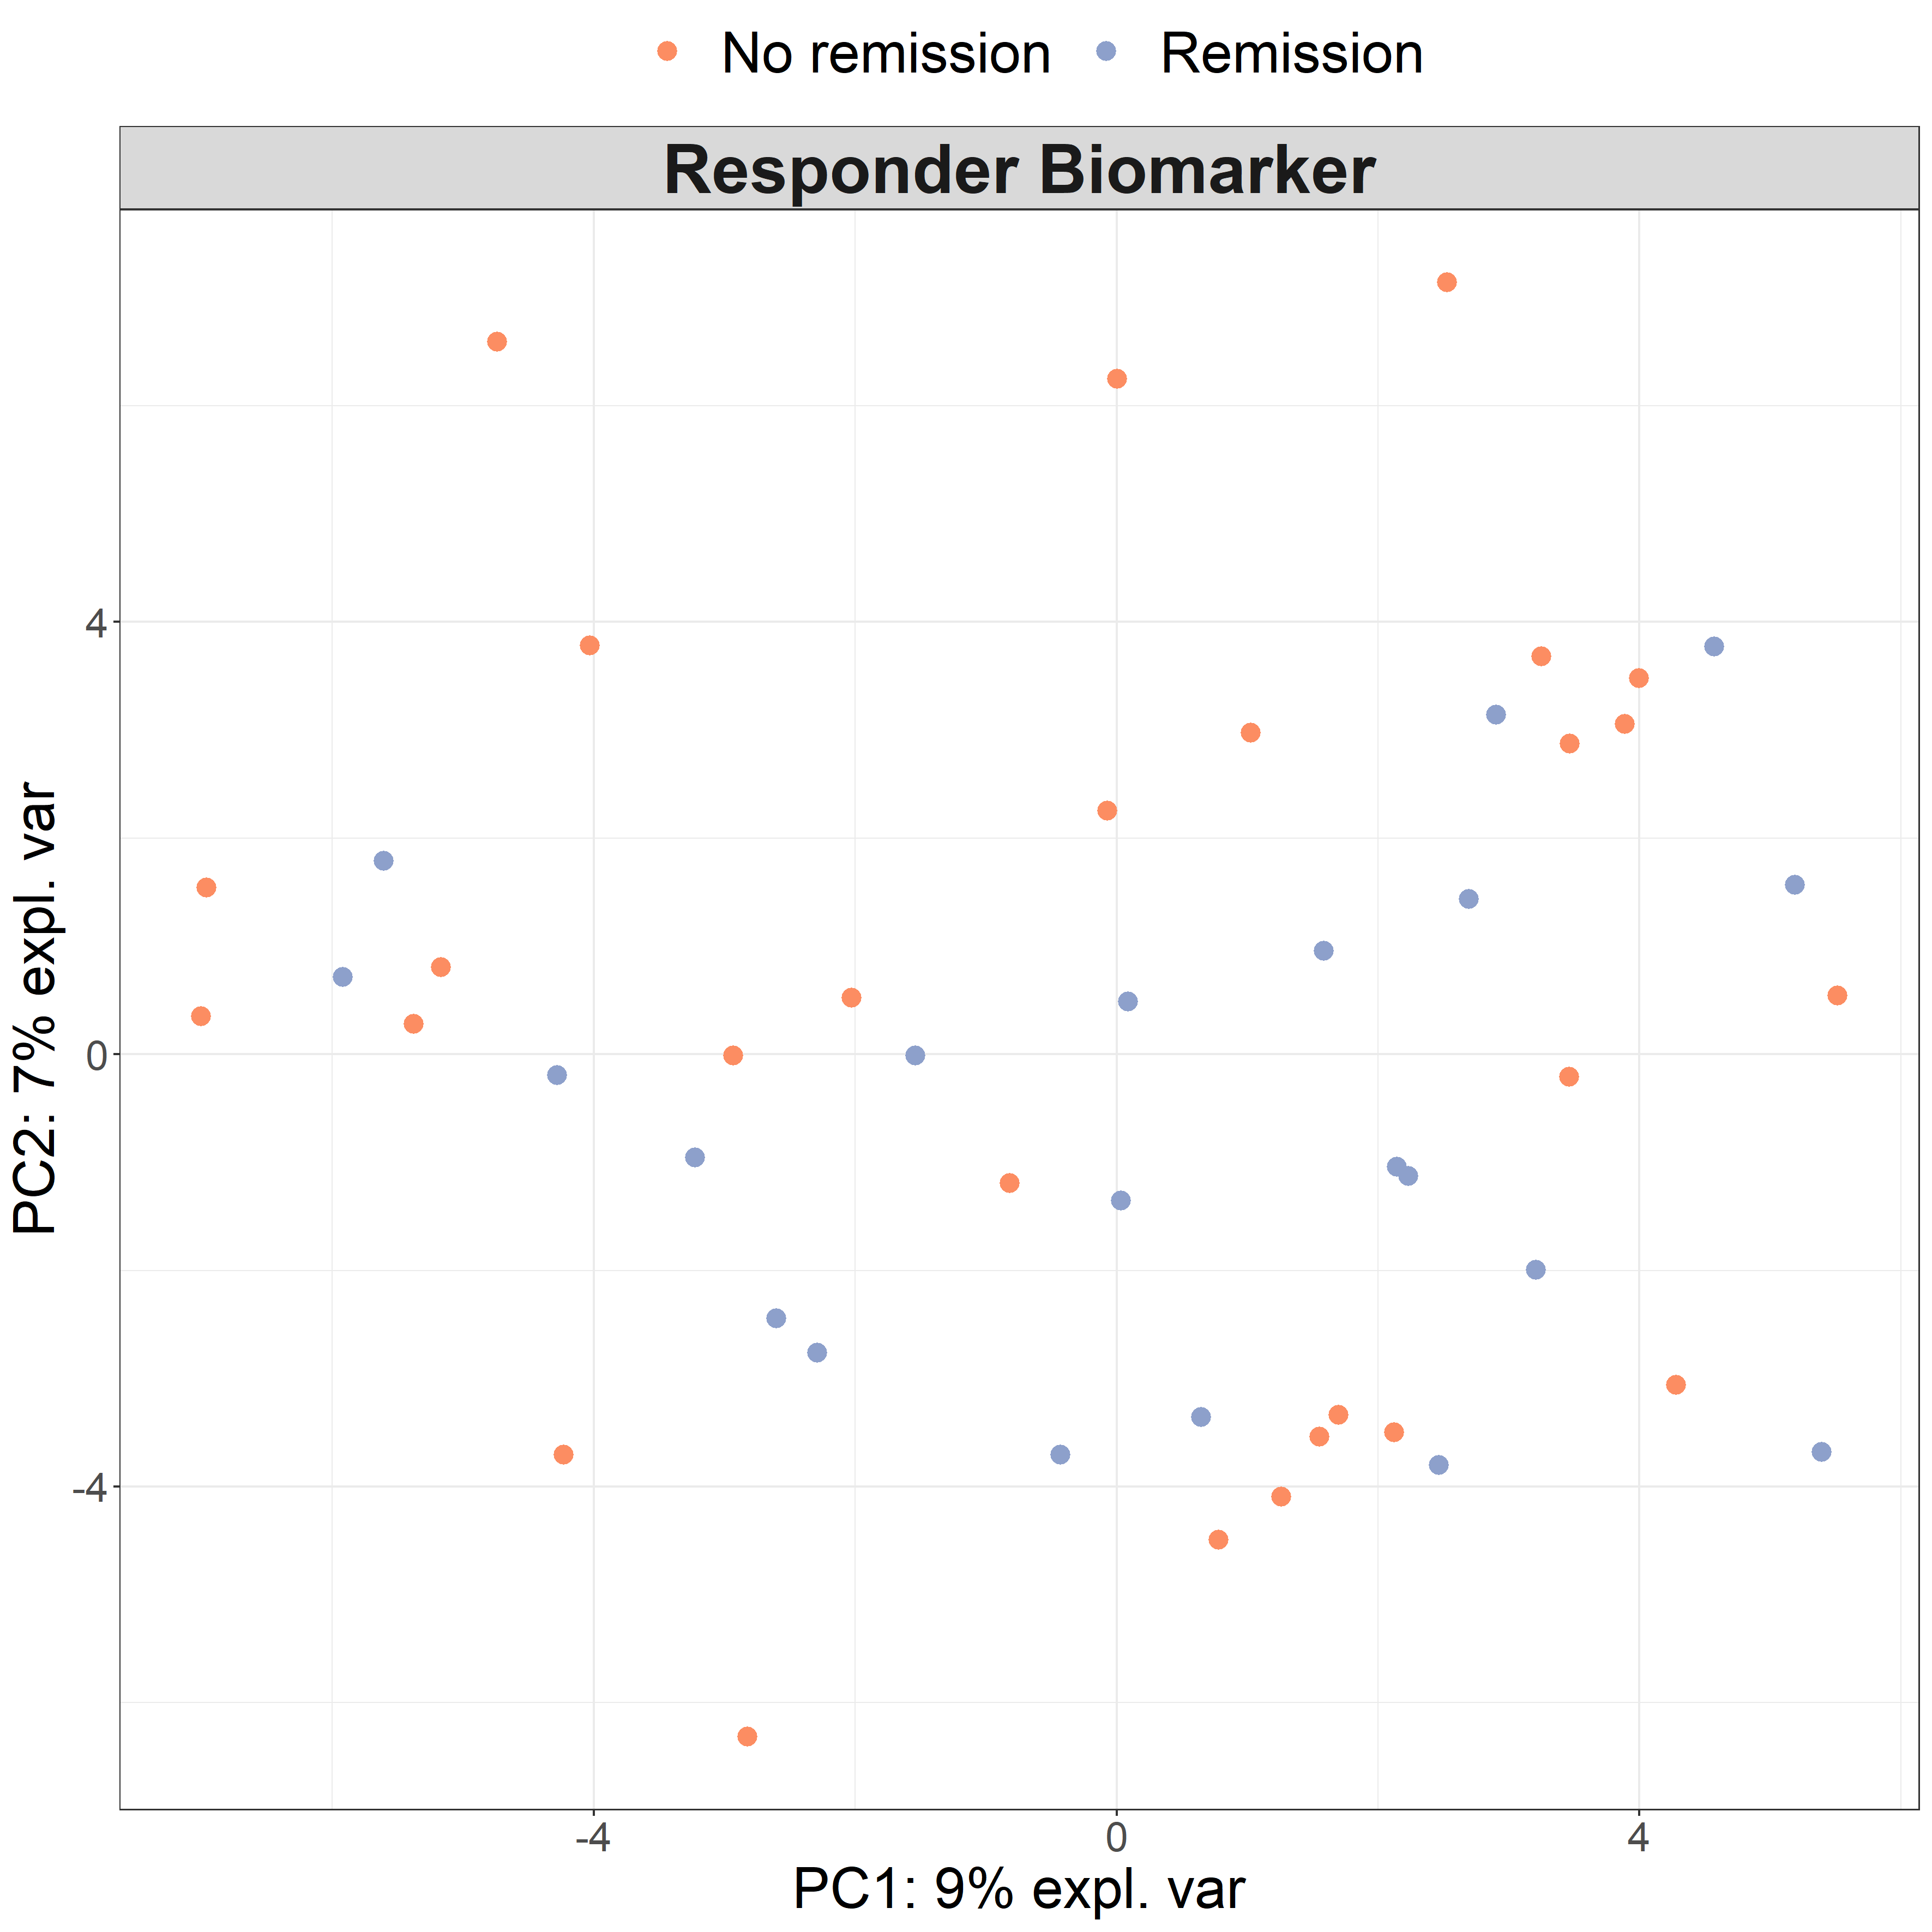 No remission Remission
Responder Biomarker
PC2: 7% expl. var
4
0
-4
-4 0 4
PC1: 9% expl. var